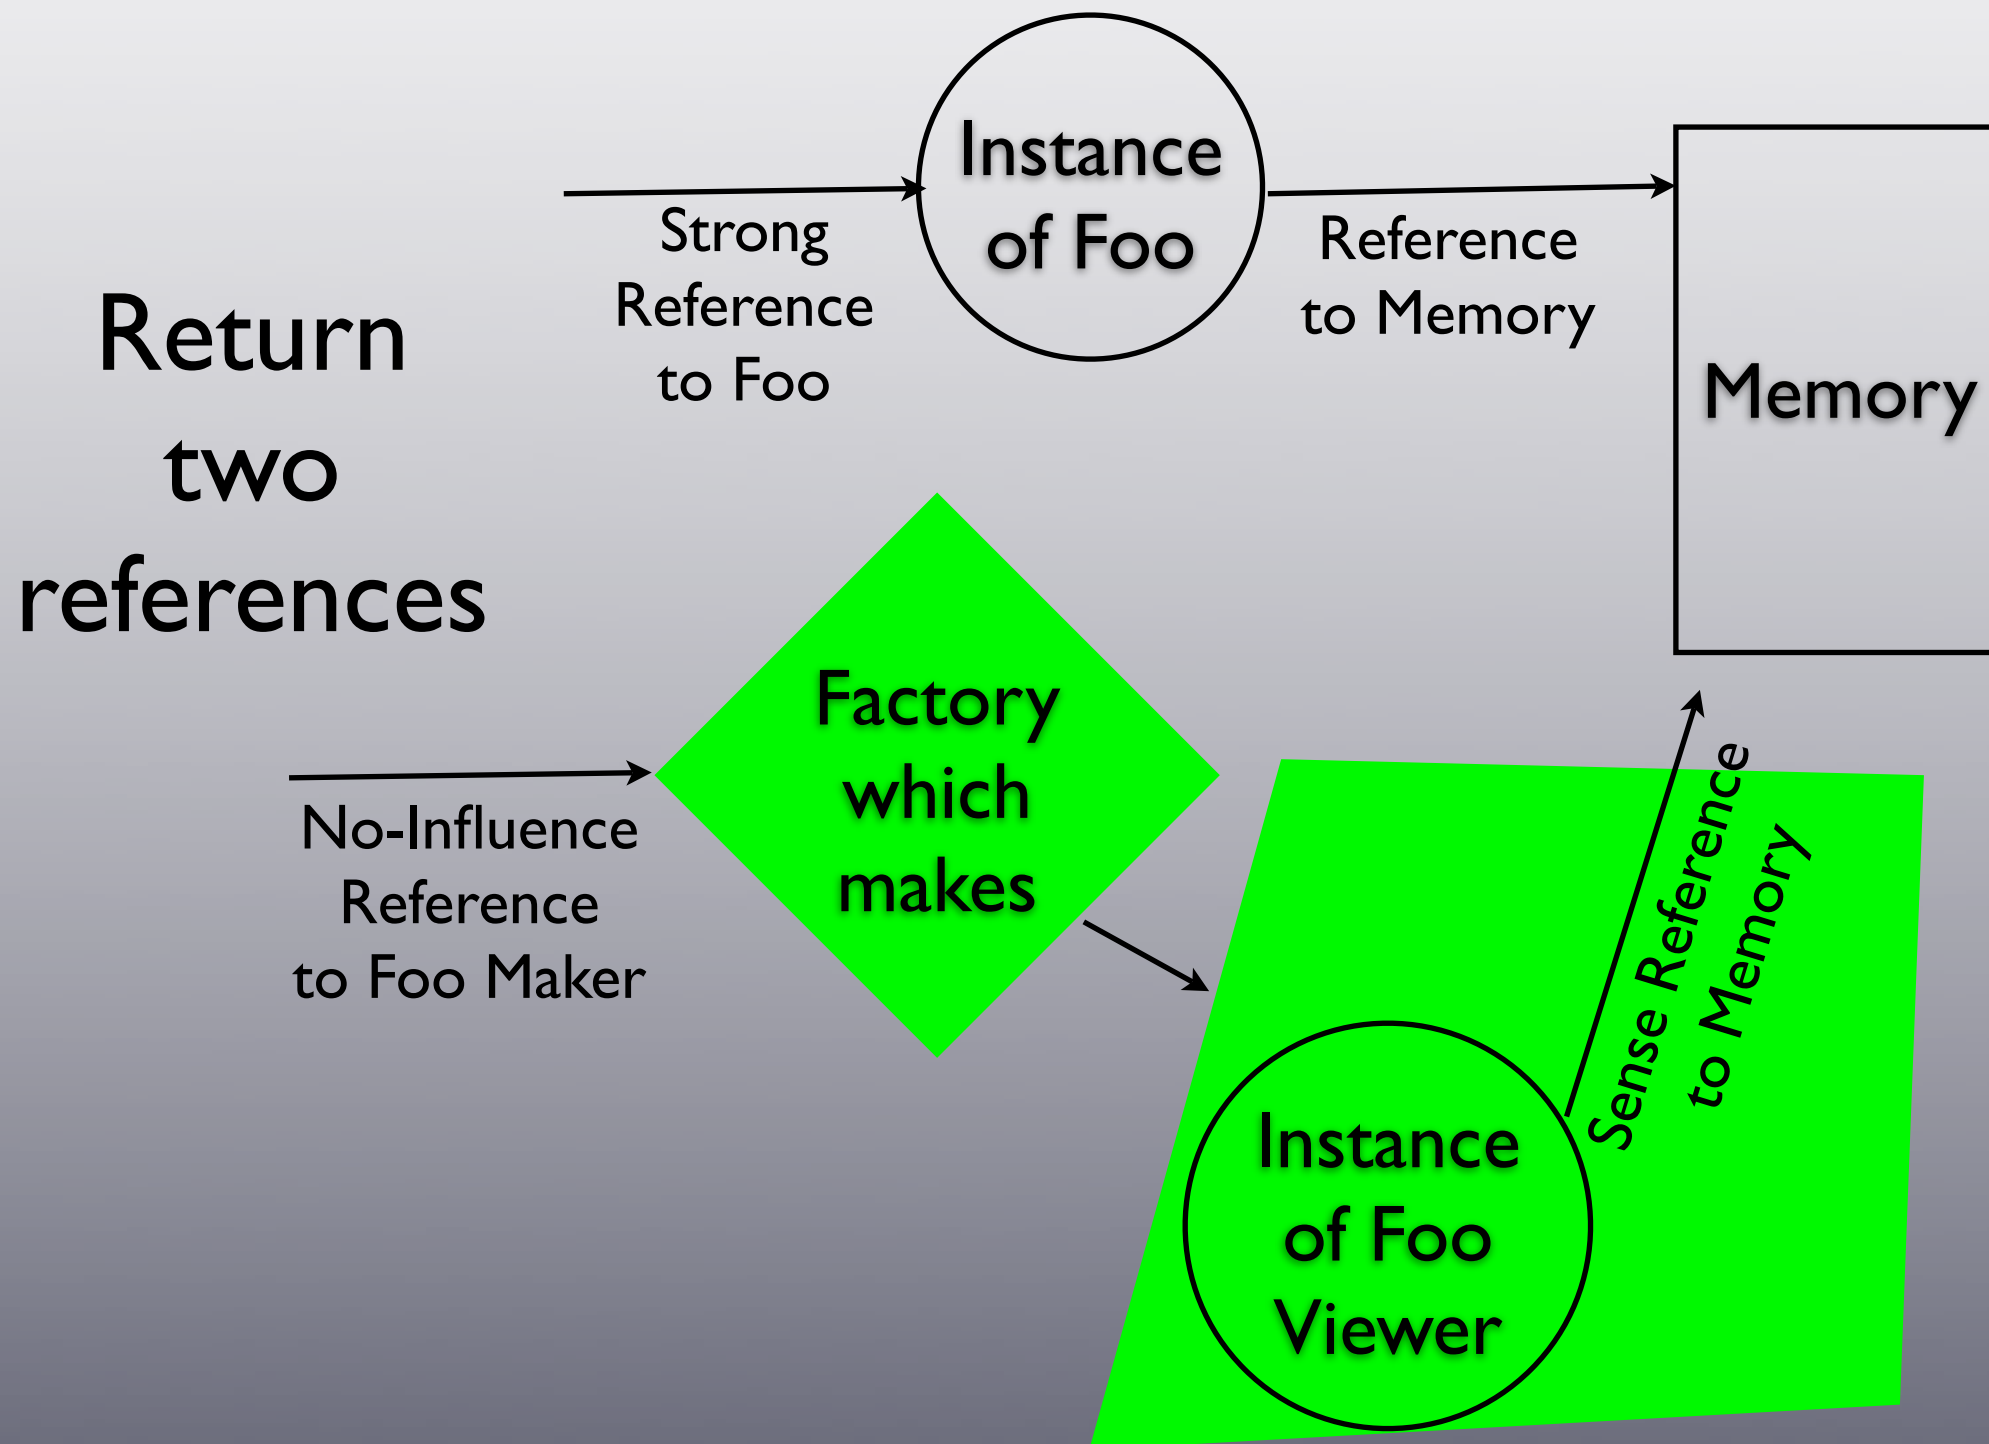 Return
two
references
Strong
Reference
to Foo
Instance
of Foo
Reference
to Memory
Memory
No-Influence
Reference
to Foo Maker
Factory
which
makes
Instance
of Foo
Viewer
Sense Reference
to Memory